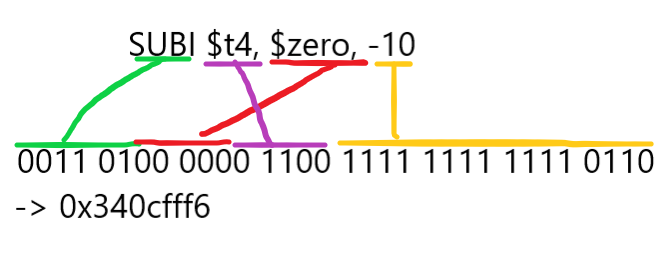 SUBI $t4, $zero, -10
0011 0100 0000 1100 1111 1111 1111 0110
-> 0x340cfff6